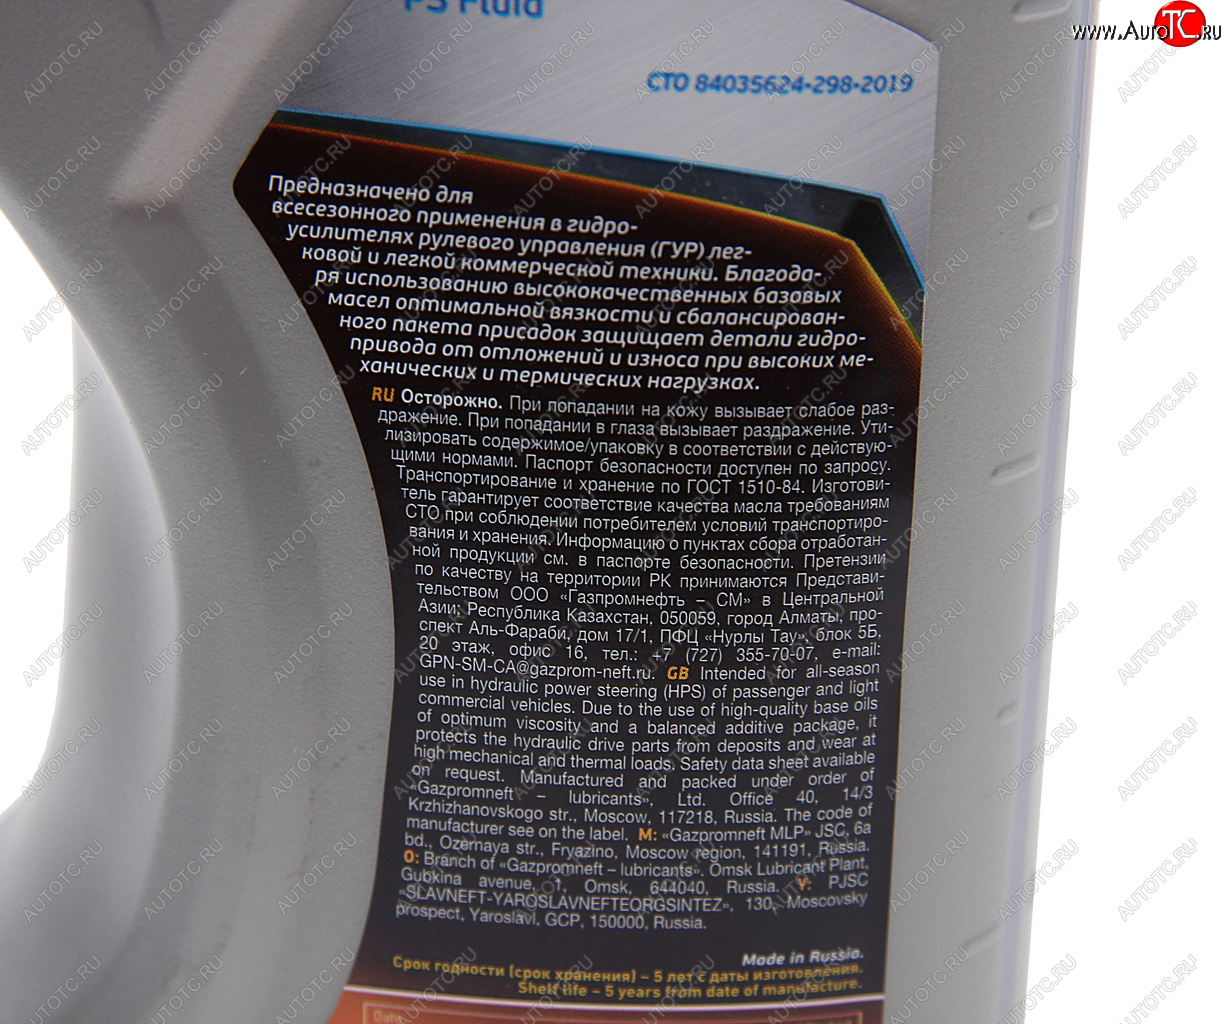 PS Fluid
www.AutoTC.ru
СТО 84035624-298-2019
Предназначено для
всесезонного применения в гидро-
усилителях рулевого управления (ГУР) лег-
ковой и легкой коммерческой техники. Благода-
ря использованию высококачественных базовых
масел оптимальной вязкости и сбалансирован-
ного пакета присадок защищает детали гидро-
привода от отложений и износа при высоких ме-
ханических и термических нагрузках.
RU Осторожно. При попадании на кожу вызывает слабое раз-
дражение. При попадании в глаза вызывает раздражение. Ути-
лизировать содержимое/упаковку в соответствии с действую-
щими нормами. Паспорт безопасности доступен по запросу.
Транспортирование и хранение по ГОСТ 1510-84. Изготови-
тель гарантирует соответствие качества масла требованиям
СТО при соблюдении потребителем условий транспортиро-
вания и хранения. Информацию о пунктах сбора отработан-
ной продукции см. в паспорте безопасности. Претензии
по качеству на территории РК принимаются Представи-
тельством ООО «Газпромнефть – СМ» в Центральной
Азии: Республика Казахстан, 050059, город Алматы, про-
спект Аль-Фараби, дом 17/1, ПФЦ «Нурлы Тау», блок 5Б,
20 этаж, офис 16, тел.: +7 (727) 355-70-07, e-mail:
GPN-SM-CA@gazprom-neft.ru. GB Intended for all-season
use in hydraulic power steering (HPS) of passenger and light
commercial vehicles. Due to the use of high-quality base oils
of optimum viscosity and a balanced additive package, it
protects the hydraulic drive parts from deposits and wear at
high mechanical and thermal loads. Safety data sheet available
on request. Manufactured and packed under order of
«Gazpromneft – lubricants», Ltd. Office 40, 14/3
Krzhizhanovskogo str., Moscow, 117218, Russia. The code of
manufacturer see on the label. M: «Gazpromneft MLP» JSC, 6a
bd., Ozernaya str., Fryazino, Moscow region, 141191, Russia.
O: Branch of «Gazpromneft – lubricants». Omsk Lubricant Plant.
Gubkina avenue, 1, Omsk, 644040, Russia. Y: PJSC
«SLAVNEFT-YAROSLAVNEFTEORGSINTEZ», 130, Moscovsky
prospect, Yaroslavl, GCP, 150000, Russia.
Made in Russia.
Срок годности (срок хранения) – 5 лет с даты изготовления.
Shelf life – 5 years from date of manufacture.
Date